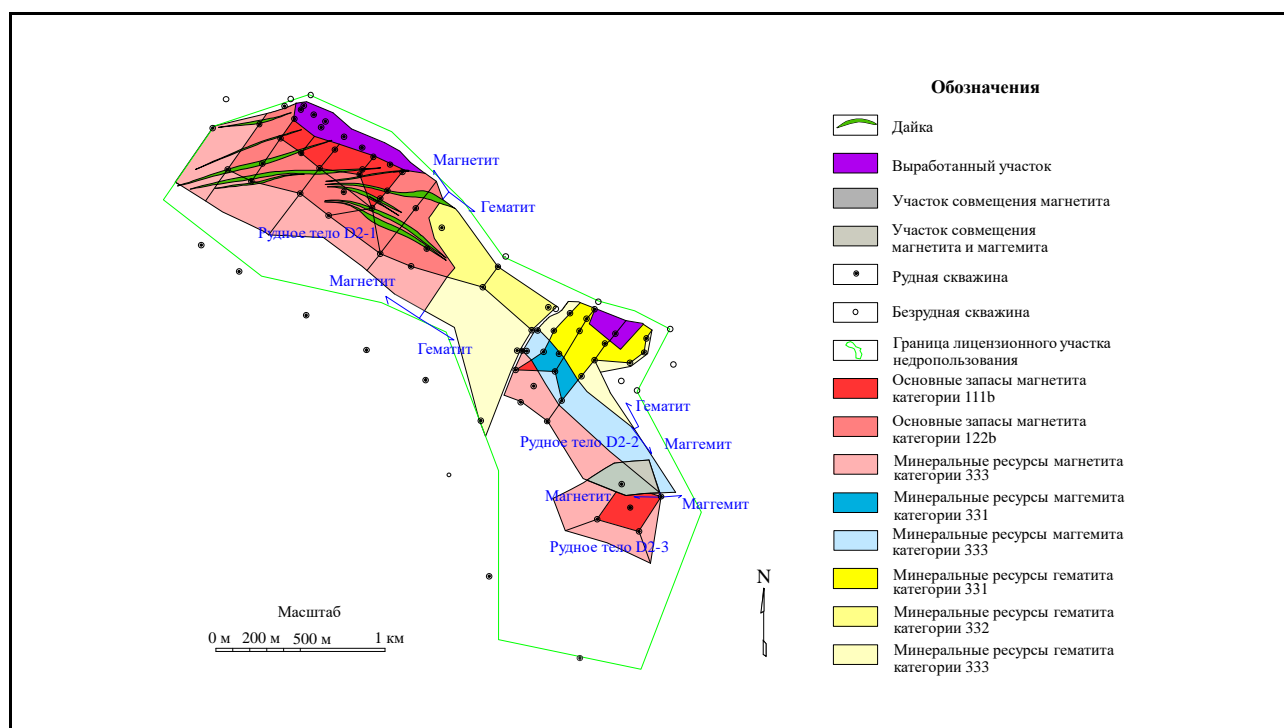 Обозначения
Дайка
Выработанный участок
Участок совмещения магнетита
Участок совмещения
магнетита и маггемита
Рудная скважина
Безрудная скважина
Граница лицензионного участка
недропользования
Основные запасы магнетита
категории 111b
Основные запасы магнетита
категории 122b
Минеральные ресурсы магнетита
категории 333
Минеральные ресурсы маггемита
категории 331
Минеральные ресурсы маггемита
категории 333
Минеральные ресурсы гематита
категории 331
Минеральные ресурсы гематита
категории 332
Минеральные ресурсы гематита
категории 333
Магнетит
Гематит
Рудное тело D2-1
Магнетит
Гематит
Гематит
Рудное тело D2-2
Маггемит
Магнетит
Маггемит
Рудное тело D2-3
N
Масштаб
0 м 200 м 500 м 1 км